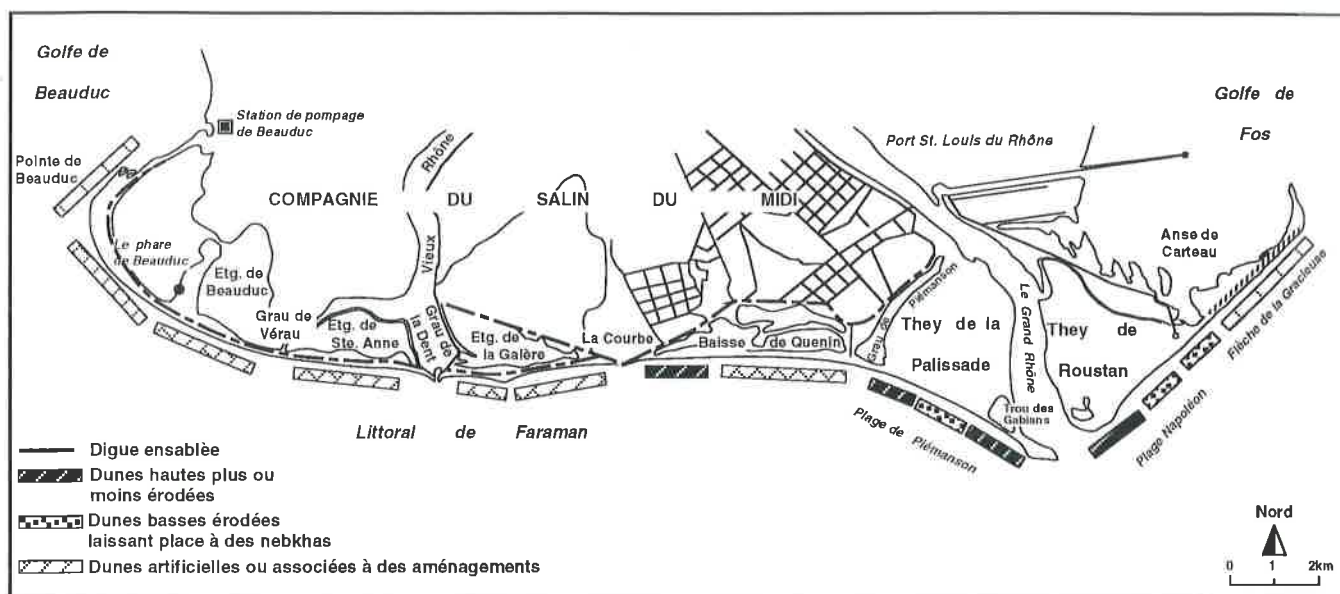 Golfe de
Beauduc
Station de pompage
de Beauduc
Pointe de
Beauduc
COMPAGNIE DU SALIN DU MIDI
Rhône
Vieux
Port St. Louis du Rhône
Golfe de
Fos
Anse de
Carteau
Le phare
de Beauduc
Etg. de
Beauduc
Grau de
Vérau
Etg. de
Ste. Anne
Grau de
la Dent
Etg. de
la Galère
La Courbe
Baisse de Quenin
Grau de Piémanson
They de la
Palissade
Le Grand Rhône
They de
Roustan
Trou des
Gabians
Flèche de la Gracieuse
Plage Napoléon
Plage de Piémanson
Littoral de Faraman
Digue ensablèe
Dunes hautes plus ou
moins érodées
Dunes basses érodées
laissant place à des nebkhas
Dunes artificielles ou associées à des aménagements
Nord
0 1 2km